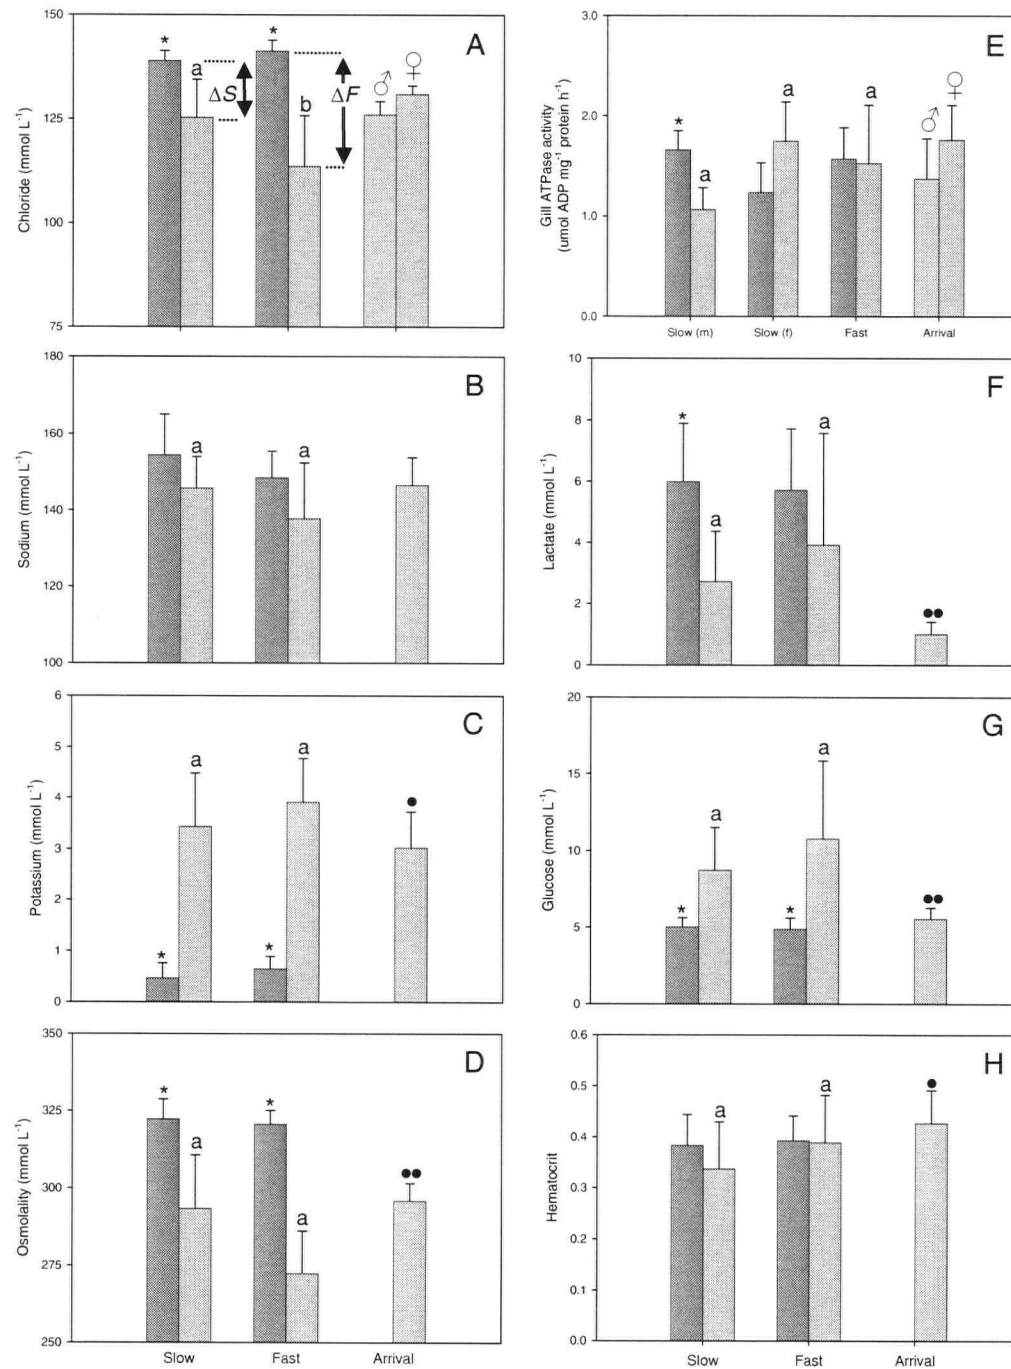 A
Chloride (mmol L⁻¹)
150
125
100
75
*
a
ΔS
*
b
ΔF
♂
♀
B
Sodium (mmol L⁻¹)
180
160
140
120
100
a
a
C
Potassium (mmol L⁻¹)
6
5
4
3
2
1
0
*
a
*
a
●
D
Osmolality (mmol L⁻¹)
350
325
300
275
250
*
a
*
a
●●
Slow
Fast
Arrival
E
Gill ATPase activity
(umol ADP mg⁻¹ protein h⁻¹)
3.0
2.0
1.0
0.0
*
a
a
a
♂
♀
Slow (m)
Slow (f)
Fast
Arrival
F
Lactate (mmol L⁻¹)
10
8
6
4
2
0
*
a
a
●●
G
Glucose (mmol L⁻¹)
20
15
10
5
0
*
a
*
a
●●
H
Hematocrit
0.6
0.5
0.4
0.3
0.2
0.1
0.0
a
a
●
Slow
Fast
Arrival